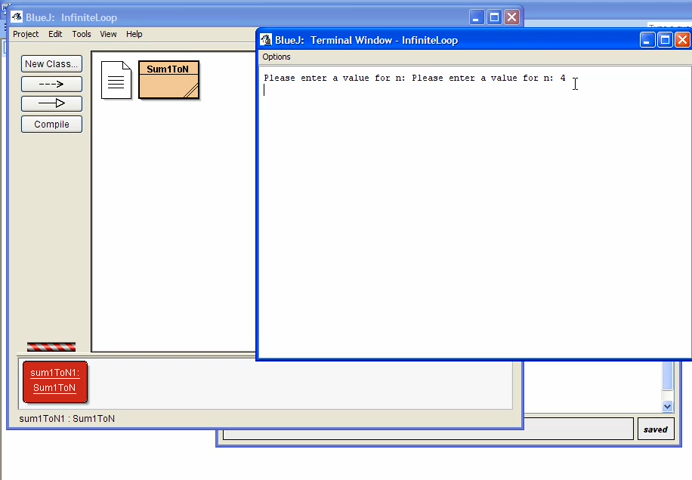 BlueJ: InfiniteLoop
Project Edit Tools View Help
New Class...
Compile
Sum1ToN
BlueJ: Terminal Window - InfiniteLoop
Options
Please enter a value for n: Please enter a value for n: 4
sum1ToN1:
Sum1ToN
sum1ToN1 : Sum1ToN
saved